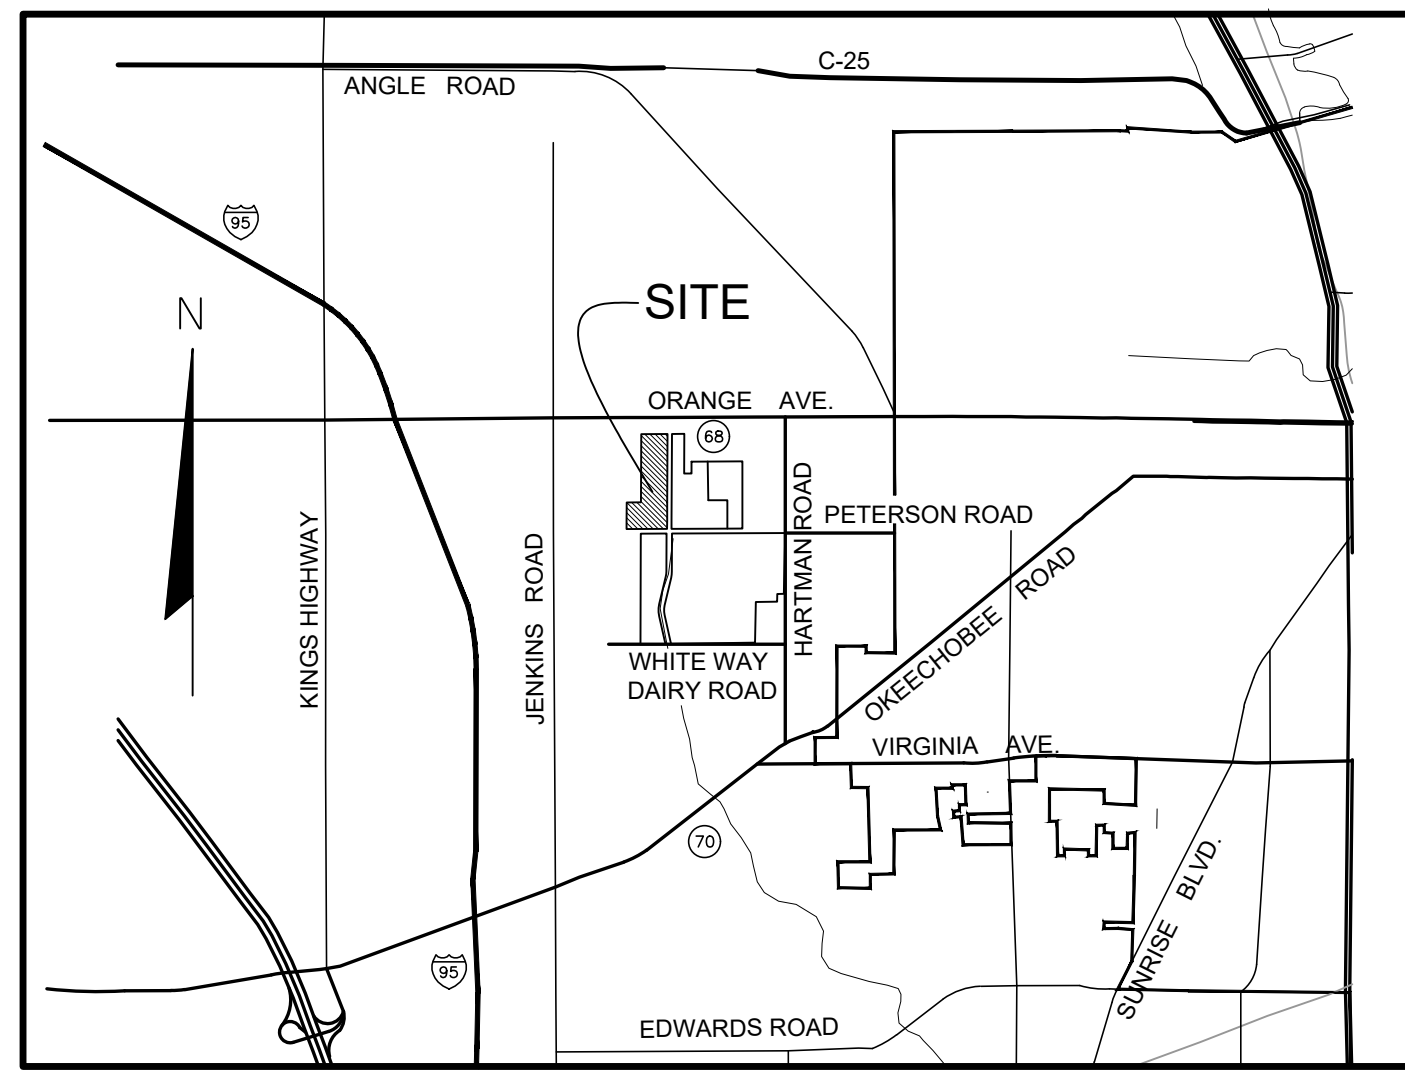 C-25
ANGLE ROAD
95
N
SITE
ORANGE AVE.
68
HARTMAN ROAD
PETERSON ROAD
KINGS HIGHWAY
JENKINS ROAD
OKEECHOBEE ROAD
WHITE WAY
DAIRY ROAD
VIRGINIA AVE.
70
SUNRISE BLVD.
95
EDWARDS ROAD